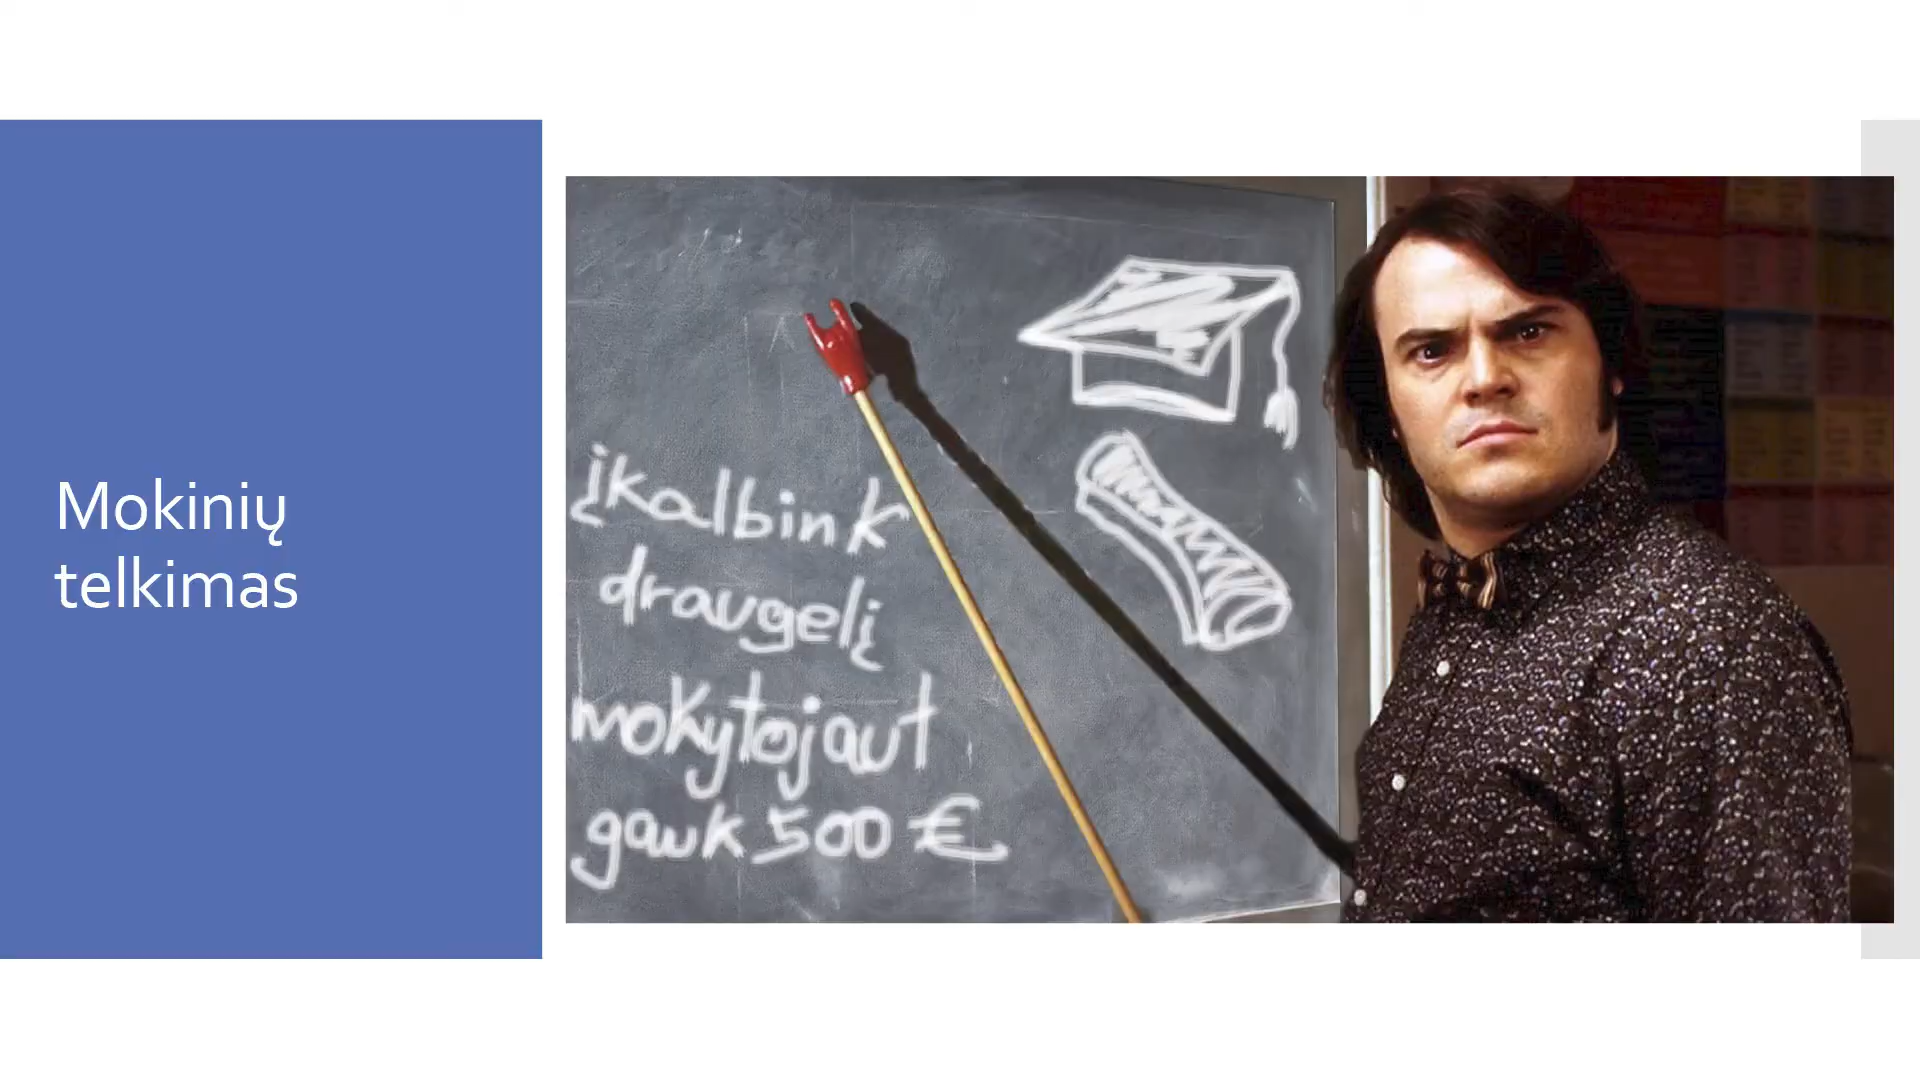 Mokinių
telkimas
įkalbink
draugelį
mokytojaut
gauk 500 €